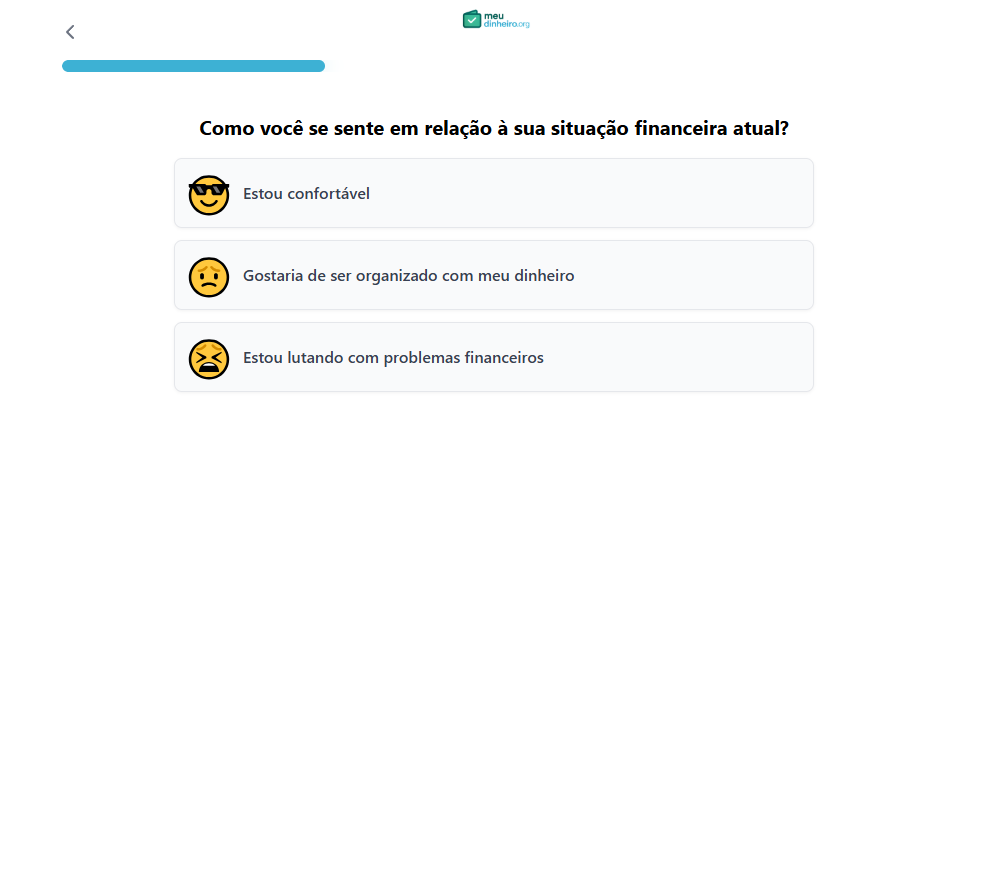 meu
dinheiro.org
Como você se sente em relação à sua situação financeira atual?
Estou confortável
Gostaria de ser organizado com meu dinheiro
Estou lutando com problemas financeiros